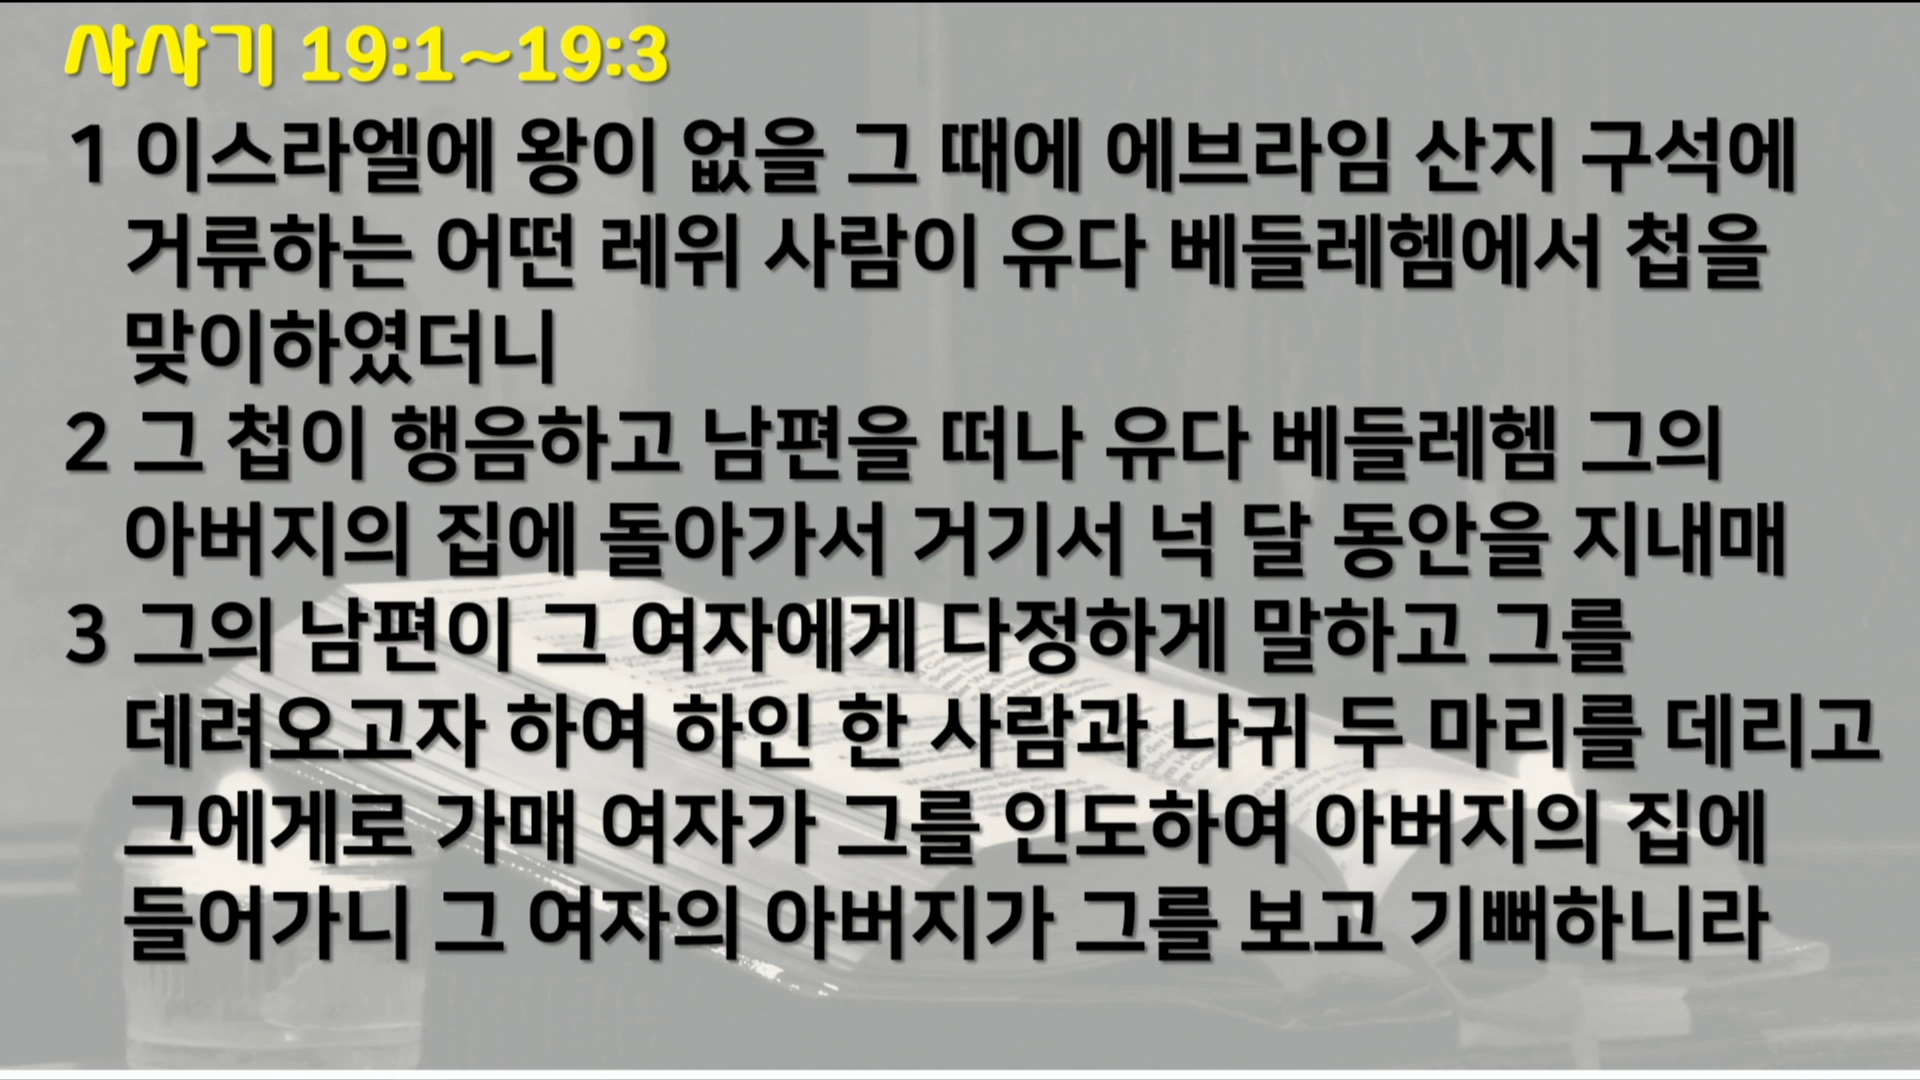 사사기 19:1~19:3
1 이스라엘에 왕이 없을 그 때에 에브라임 산지 구석에
거류하는 어떤 레위 사람이 유다 베들레헴에서 첩을
맞이하였더니
2 그 첩이 행음하고 남편을 떠나 유다 베들레헴 그의
아버지의 집에 돌아가서 거기서 넉 달 동안을 지내매
3 그의 남편이 그 여자에게 다정하게 말하고 그를
데려오고자 하여 하인 한 사람과 나귀 두 마리를 데리고
그에게로 가매 여자가 그를 인도하여 아버지의 집에
들어가니 그 여자의 아버지가 그를 보고 기뻐하니라